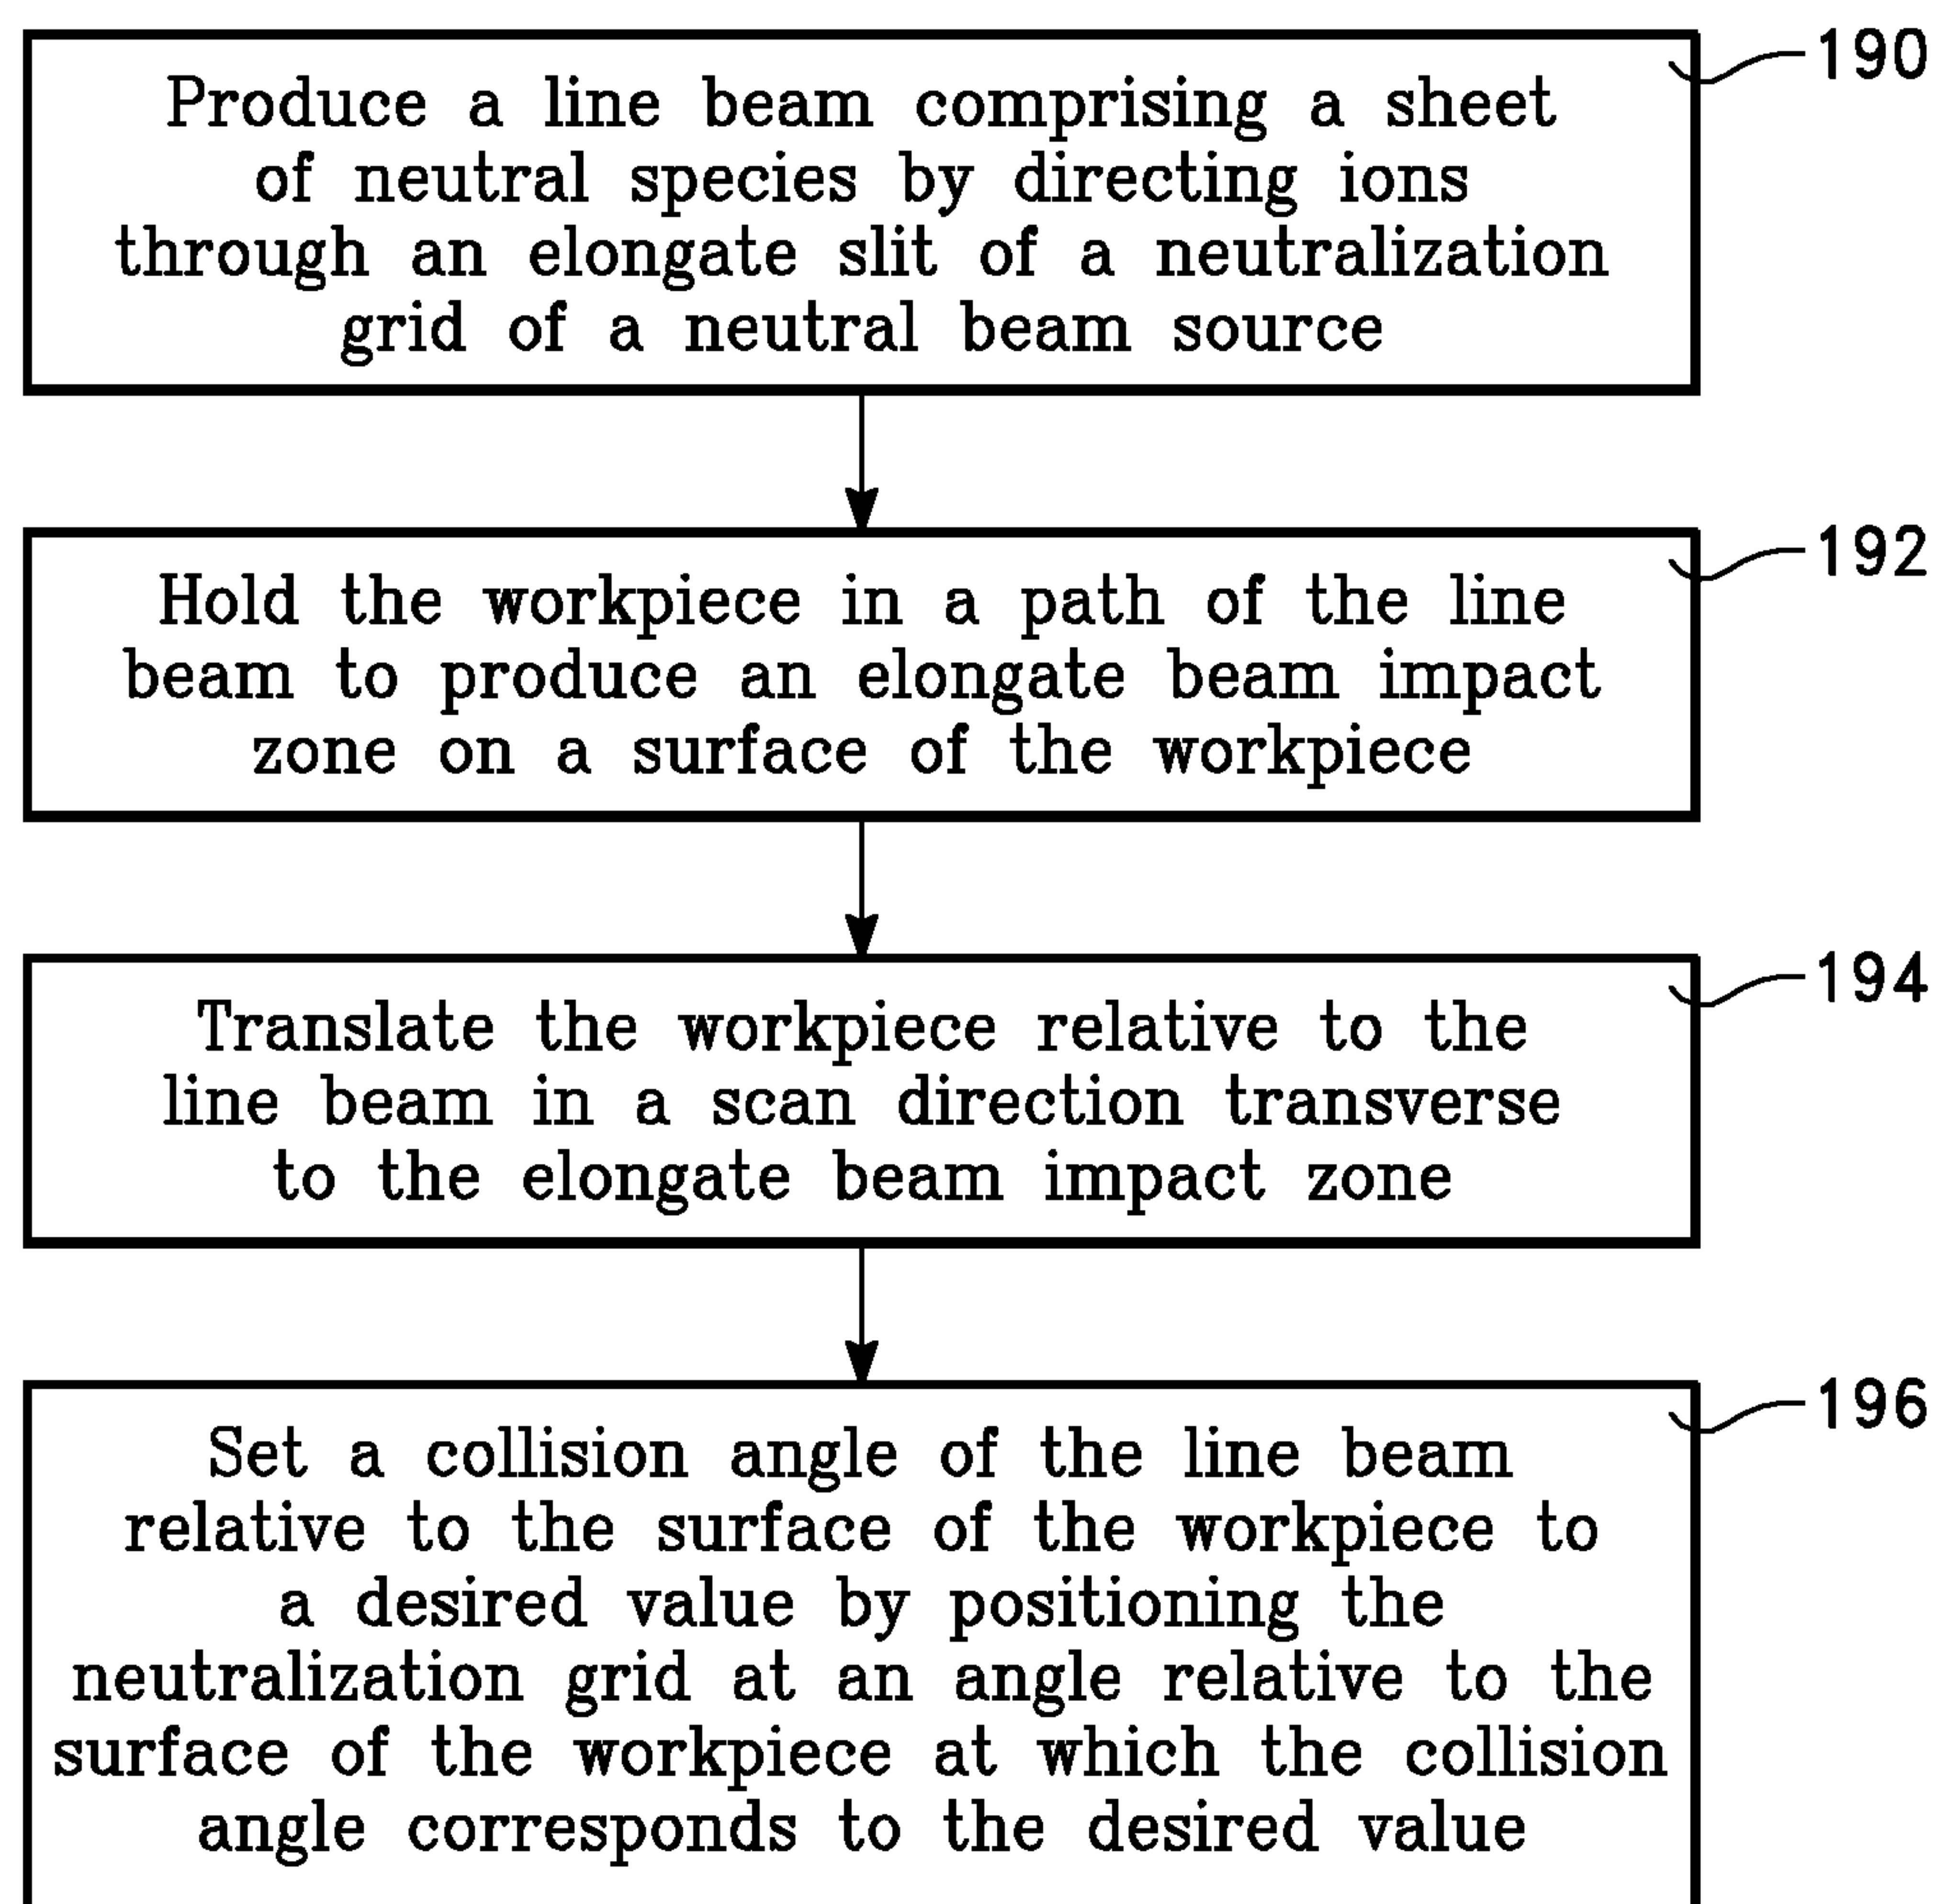 190
Produce a line beam comprising a sheet
of neutral species by directing ions
through an elongate slit of a neutralization
grid of a neutral beam source
192
Hold the workpiece in a path of the line
beam to produce an elongate beam impact
zone on a surface of the workpiece
194
Translate the workpiece relative to the
line beam in a scan direction transverse
to the elongate beam impact zone
196
Set a collision angle of the line beam
relative to the surface of the workpiece to
a desired value by positioning the
neutralization grid at an angle relative to the
surface of the workpiece at which the collision
angle corresponds to the desired value